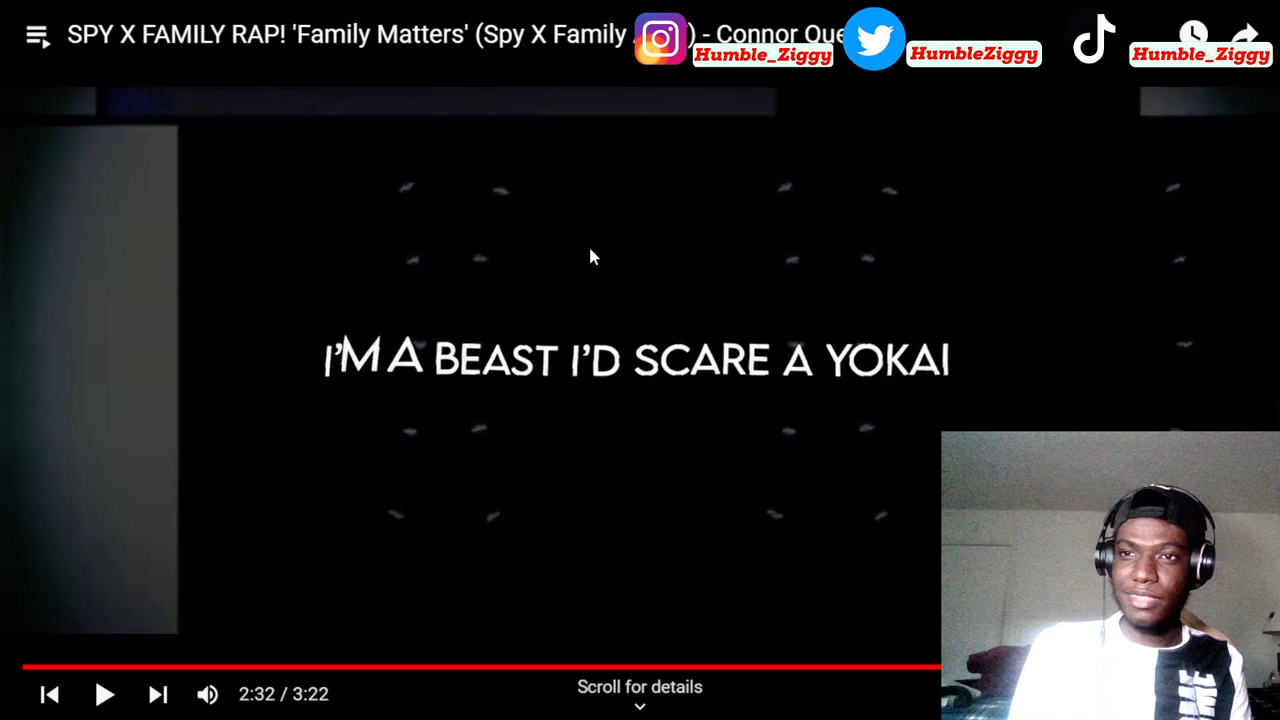 SPY X FAMILY RAP! 'Family Matters' (Spy X Family ) - Connor Que
Humble_Ziggy
HumbleZiggy
Humble_Ziggy
I'M A BEAST I'D SCARE A YOKAI
2:32 / 3:22
Scroll for details